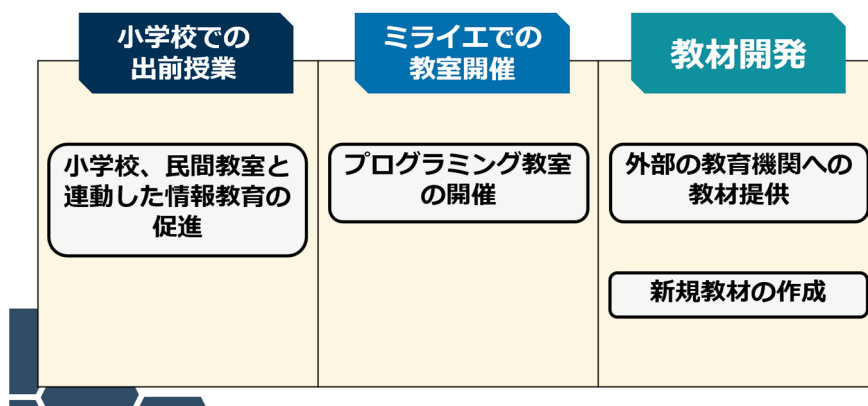 小学校での
出前授業
ミライエでの
教室開催
教材開発
小学校、民間教室と
連動した情報教育の
促進
プログラミング教室
の開催
外部の教育機関への
教材提供
新規教材の作成